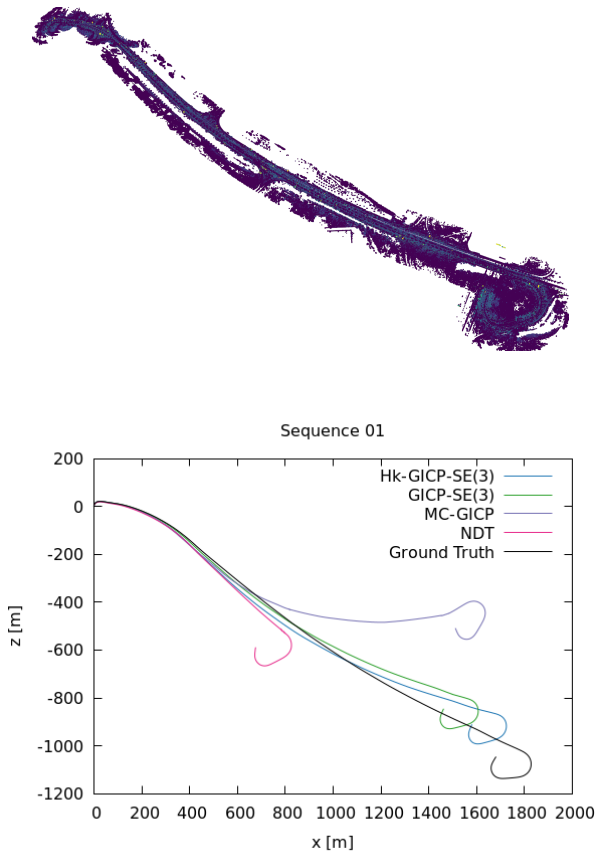 Sequence 01
200
0
-200
-400
-600
-800
-1000
-1200
z [m]
Hk-GICP-SE(3)
GICP-SE(3)
MC-GICP
NDT
Ground Truth
0 200 400 600 800 1000 1200 1400 1600 1800 2000
x [m]